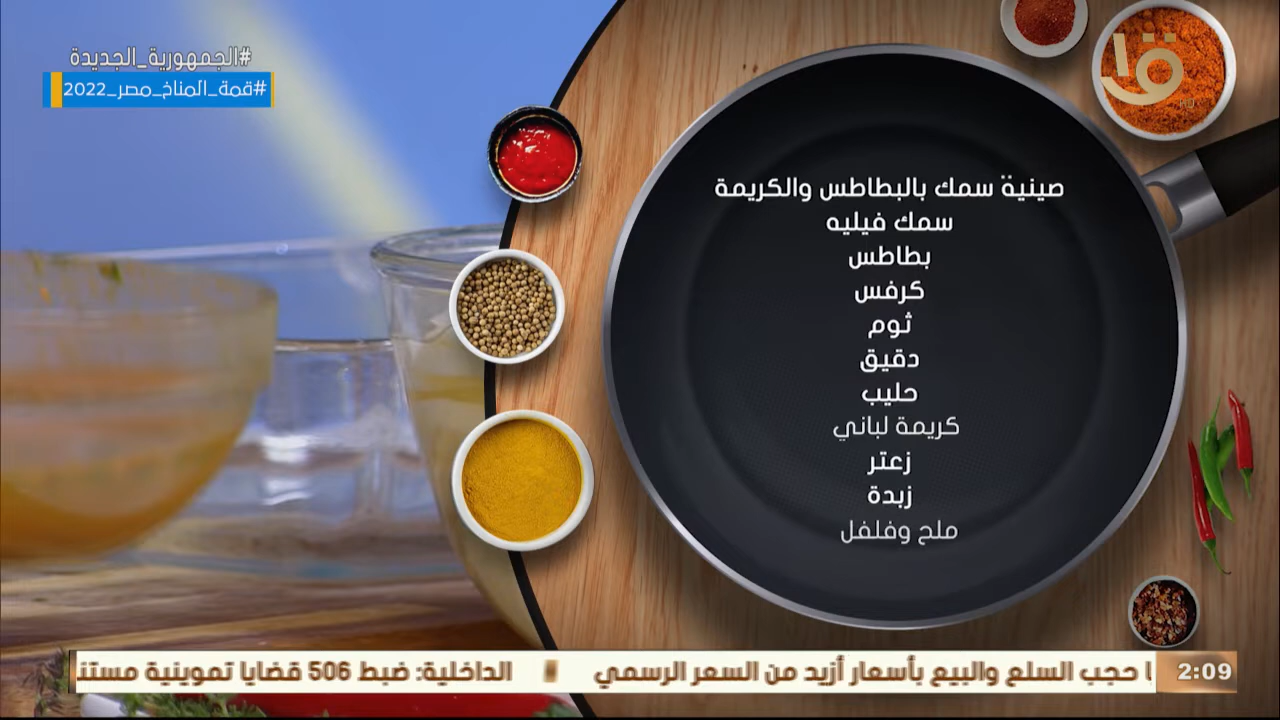 #الجمهورية_الجديدة
#قمة_المناخ_مصر_2022
صينية سمك بالبطاطس والكريمة
سمك فيليه
بطاطس
كرفس
ثوم
دقيق
حليب
كريمة لباني
زعتر
زبدة
ملح وفلفل
حجب السلع والبيع بأسعار أزيد من السعر الرسمي
الداخلية: ضبط 506 قضايا تموينية
2:09